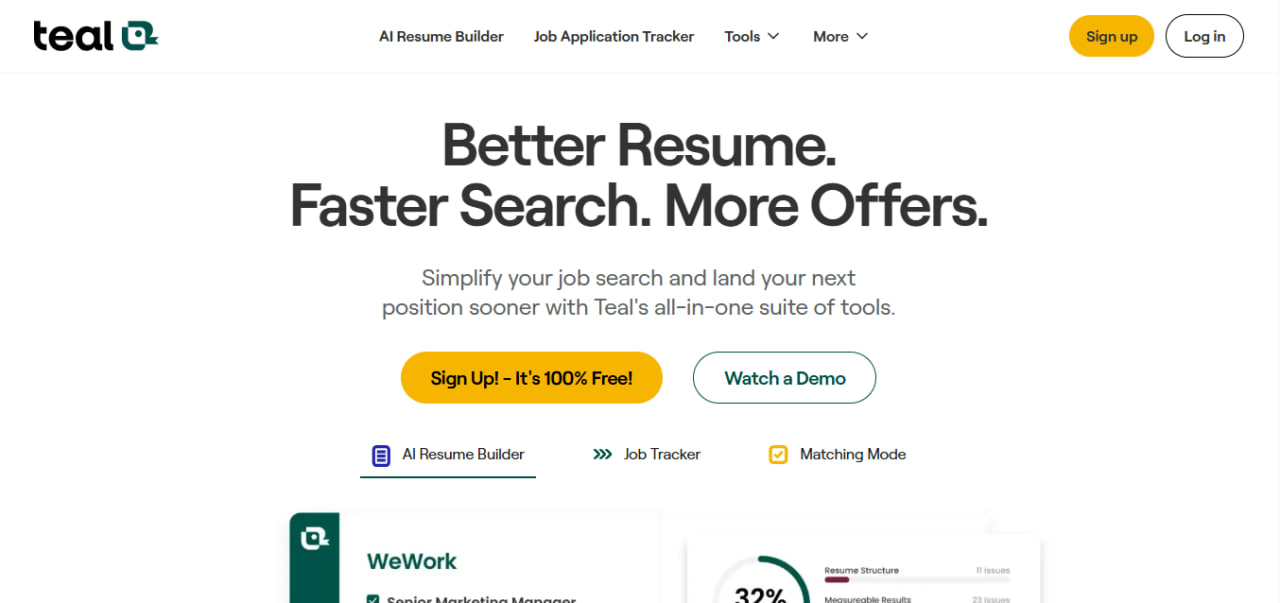 teal
AI Resume Builder
Job Application Tracker
Tools
More
Sign up
Log in
Better Resume.
Faster Search. More Offers.
Simplify your job search and land your next
position sooner with Teal's all-in-one suite of tools.
Sign Up! - It's 100% Free!
Watch a Demo
AI Resume Builder
Job Tracker
Matching Mode
WeWork
Senior Marketing Manager
32%
Resume Structure
11 Issues
Measureable Results
23 Issues